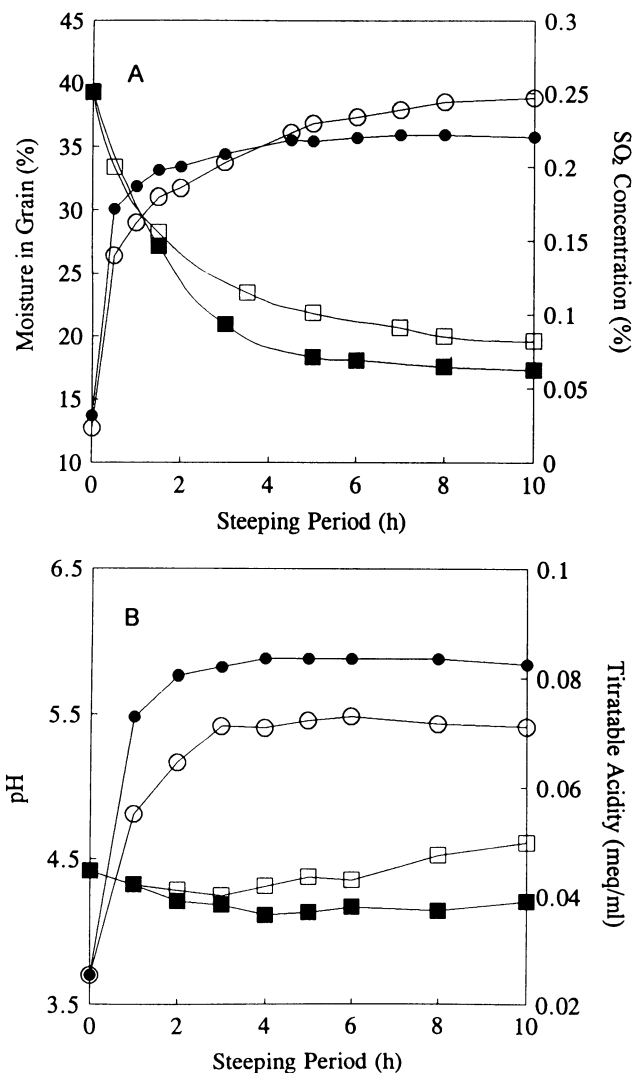 A
45
40
35
30
25
20
15
10
Moisture in Grain (%)
0.3
0.25
0.2
0.15
0.1
0.05
0
SO₂ Concentration (%)
0 2 4 6 8 10
Steeping Period (h)
B
6.5
5.5
4.5
3.5
pH
0.1
0.08
0.06
0.04
0.02
Titratable Acidity (meq/ml)
0 2 4 6 8 10
Steeping Period (h)